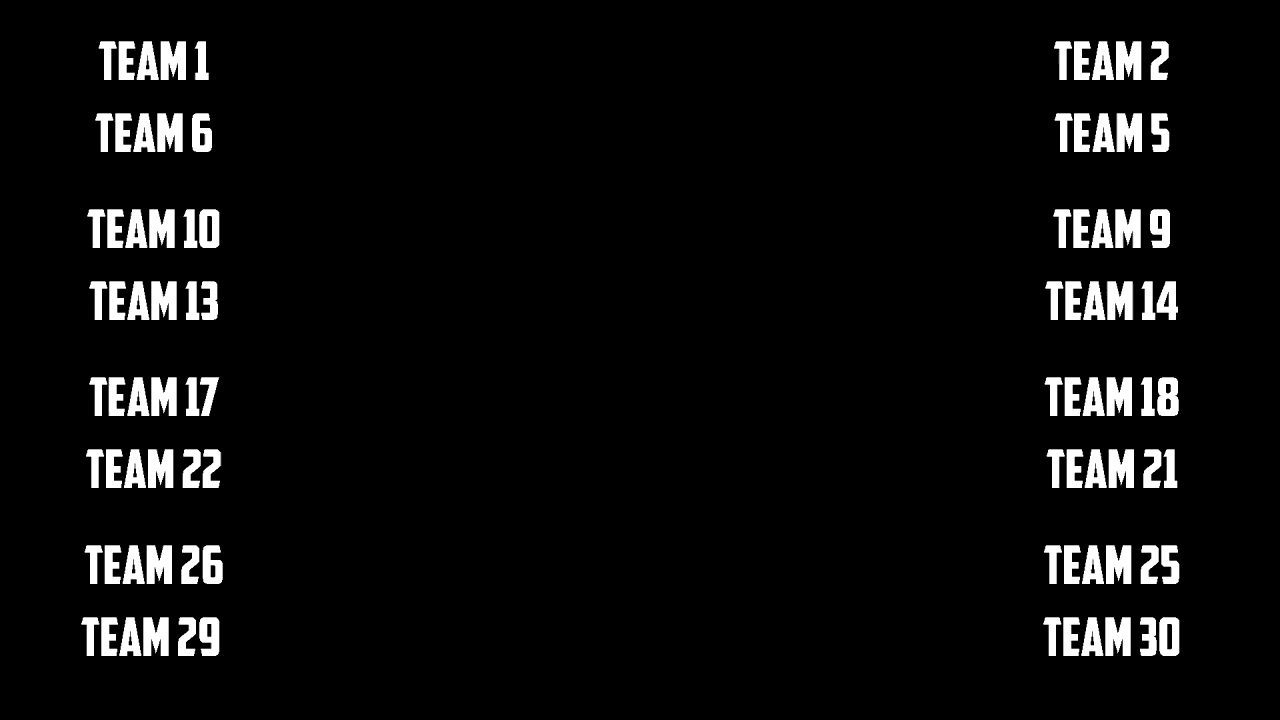 TEAM 1 TEAM 2
TEAM 6 TEAM 5
TEAM 10 TEAM 9
TEAM 13 TEAM 14
TEAM 17 TEAM 18
TEAM 22 TEAM 21
TEAM 26 TEAM 25
TEAM 29 TEAM 30